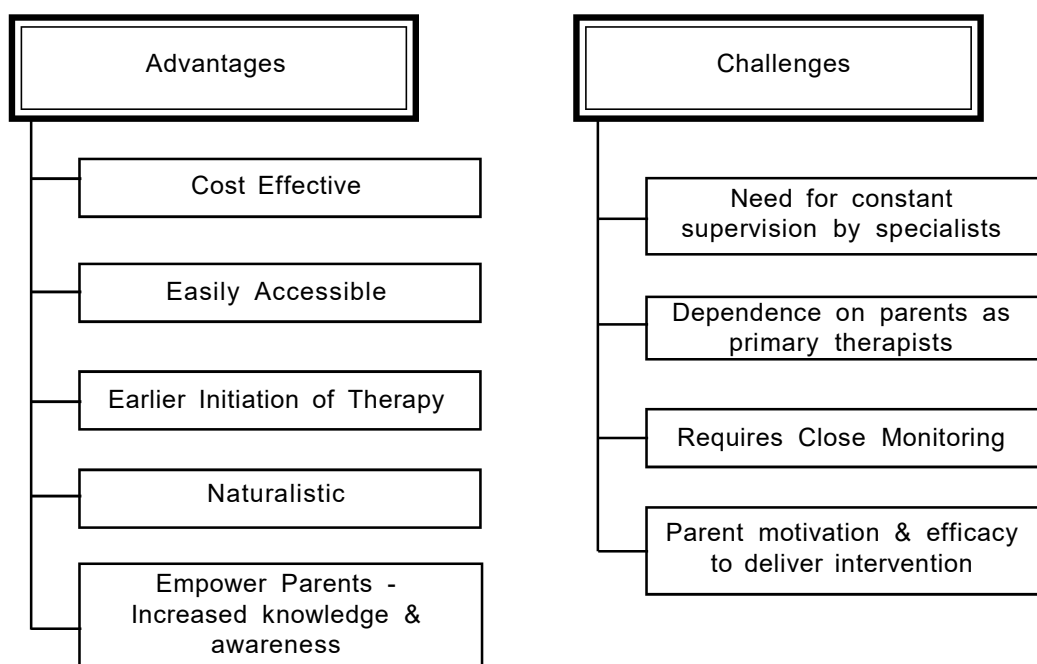 Advantages
Cost Effective
Easily Accessible
Earlier Initiation of Therapy
Naturalistic
Empower Parents -
Increased knowledge &
awareness
Challenges
Need for constant
supervision by specialists
Dependence on parents as
primary therapists
Requires Close Monitoring
Parent motivation & efficacy
to deliver intervention